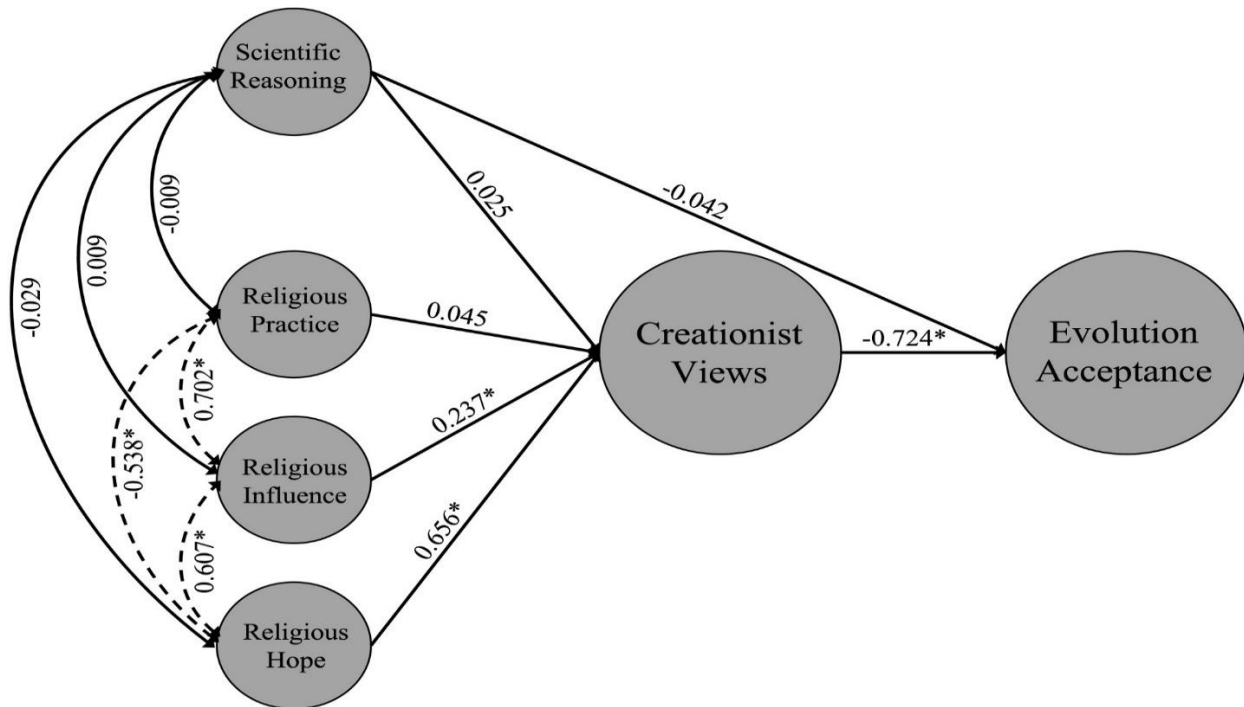 Scientific
Reasoning
-0.042
0.025
-0.009
0.009
-0.029
Religious
Practice
0.045
Creationist
Views
-0.724*
Evolution
Acceptance
0.702*
-0.538*
0.237*
Religious
Influence
0.607*
0.656*
Religious
Hope